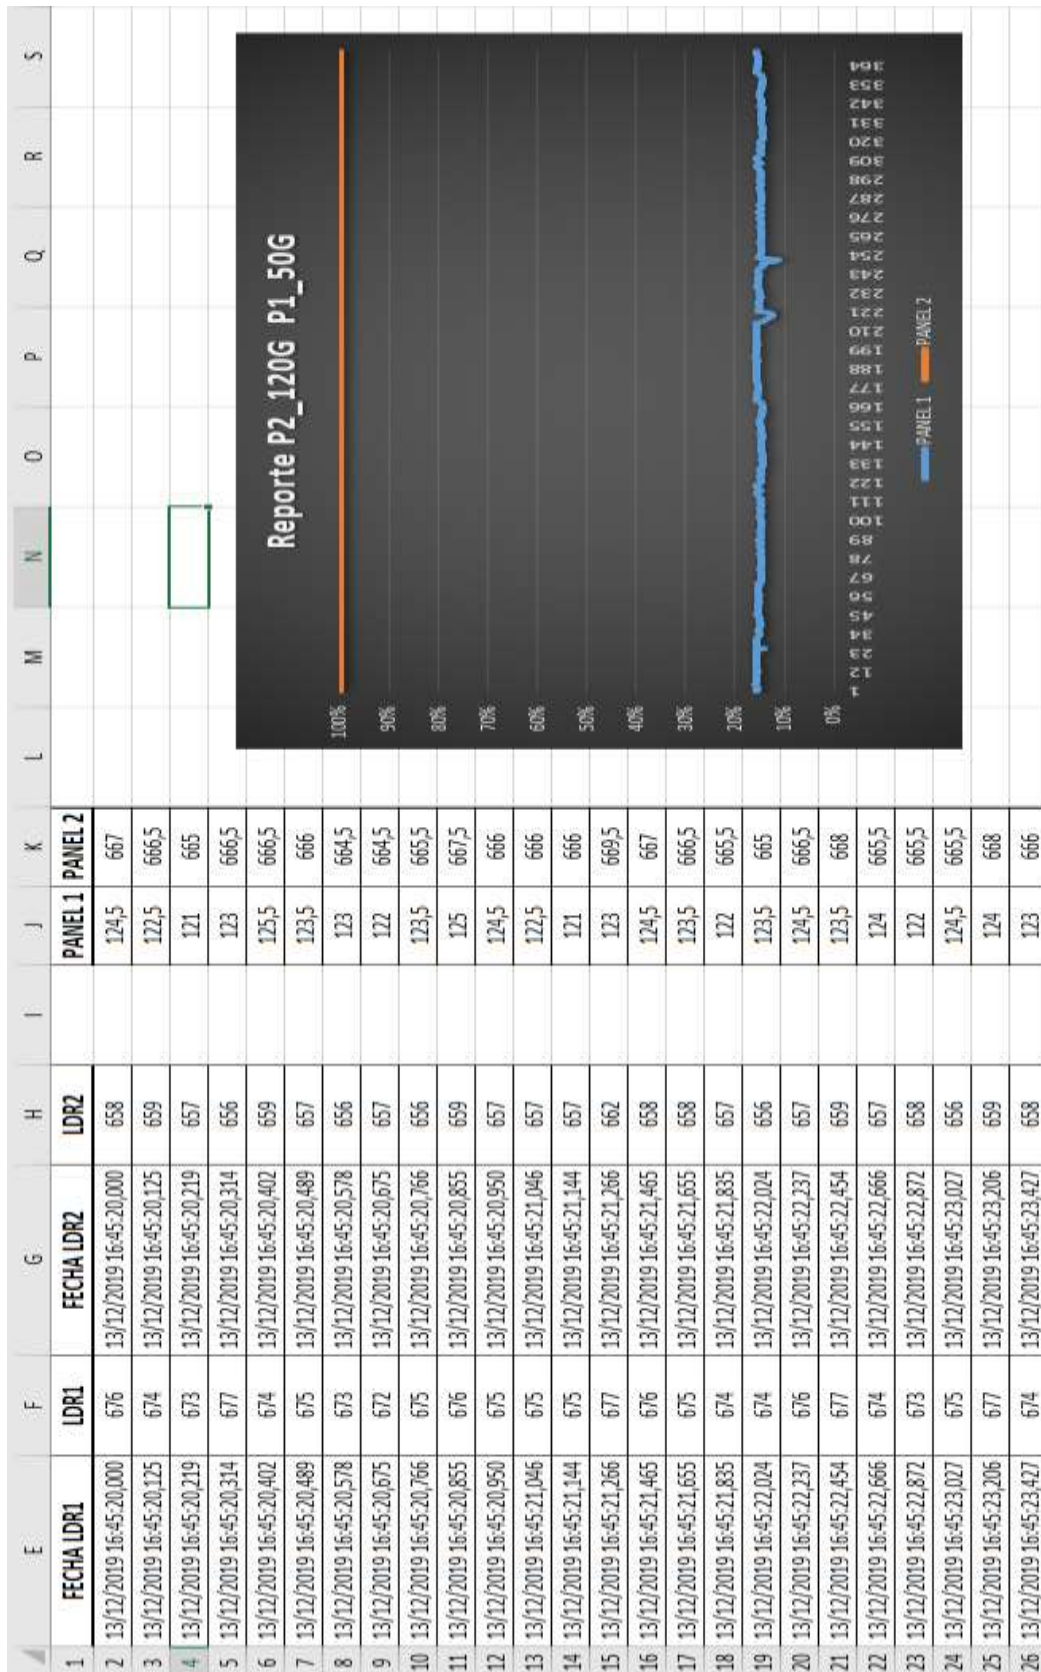 E F G H I J K L M N O P Q R S
1 FECHA LDR1 LDR1 FECHA LDR2 LDR2 PANEL 1 PANEL 2
2 13/12/2019 16:45:20,000 676 13/12/2019 16:45:20,000 658 124,5 667
3 13/12/2019 16:45:20,125 674 13/12/2019 16:45:20,125 659 122,5 666,5
4 13/12/2019 16:45:20,219 673 13/12/2019 16:45:20,219 657 121 665
5 13/12/2019 16:45:20,314 677 13/12/2019 16:45:20,314 656 123 666,5
6 13/12/2019 16:45:20,402 674 13/12/2019 16:45:20,402 659 125,5 666,5
7 13/12/2019 16:45:20,489 675 13/12/2019 16:45:20,489 657 123,5 666
8 13/12/2019 16:45:20,578 673 13/12/2019 16:45:20,578 656 123 664,5
9 13/12/2019 16:45:20,675 672 13/12/2019 16:45:20,675 657 122 664,5
10 13/12/2019 16:45:20,766 675 13/12/2019 16:45:20,766 656 123,5 665,5
11 13/12/2019 16:45:20,855 676 13/12/2019 16:45:20,855 659 125 667,5
12 13/12/2019 16:45:20,950 675 13/12/2019 16:45:20,950 657 124,5 666
13 13/12/2019 16:45:21,046 675 13/12/2019 16:45:21,046 657 122,5 666
14 13/12/2019 16:45:21,144 675 13/12/2019 16:45:21,144 657 121 666
15 13/12/2019 16:45:21,266 677 13/12/2019 16:45:21,266 662 123 669,5
16 13/12/2019 16:45:21,465 676 13/12/2019 16:45:21,465 658 124,5 667
17 13/12/2019 16:45:21,655 675 13/12/2019 16:45:21,655 658 123,5 666,5
18 13/12/2019 16:45:21,835 674 13/12/2019 16:45:21,835 657 122 665,5
19 13/12/2019 16:45:22,024 674 13/12/2019 16:45:22,024 656 123,5 665
20 13/12/2019 16:45:22,237 676 13/12/2019 16:45:22,237 657 124,5 666,5
21 13/12/2019 16:45:22,454 677 13/12/2019 16:45:22,454 659 123,5 668
22 13/12/2019 16:45:22,666 674 13/12/2019 16:45:22,666 657 124 665,5
23 13/12/2019 16:45:22,872 673 13/12/2019 16:45:22,872 658 122 665,5
24 13/12/2019 16:45:23,027 675 13/12/2019 16:45:23,027 656 124,5 665,5
25 13/12/2019 16:45:23,206 677 13/12/2019 16:45:23,206 659 124 668
26 13/12/2019 16:45:23,427 674 13/12/2019 16:45:23,427 658 123 666
Reporte P2_120G P1_50G
100%
90%
80%
70%
60%
50%
40%
30%
20%
10%
0%
1 12 23 34 45 56 67 78 89 100 111 122 133 144 155 166 177 188 199 210 221 232 243 254 265 276 287 298 309 320 331 342 353 364
PANEL 1 PANEL 2